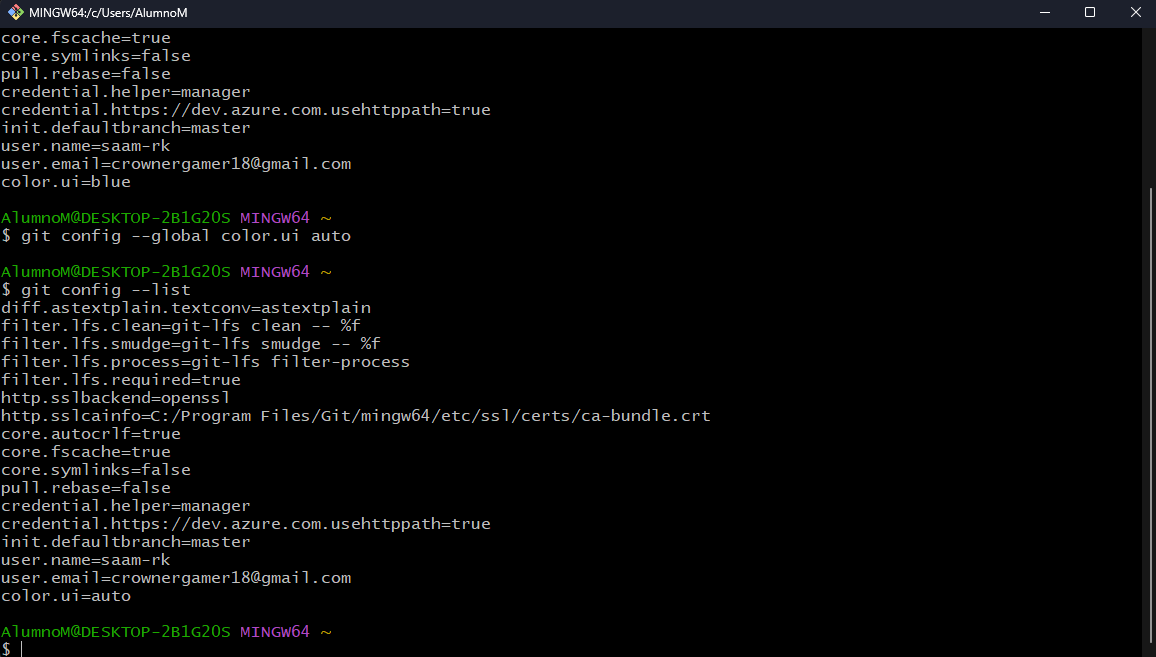 MINGW64:/c/Users/AlumnoM
core.fscache=true
core.symlinks=false
pull.rebase=false
credential.helper=manager
credential.https://dev.azure.com.usehttppath=true
init.defaultbranch=master
user.name=saam-rk
user.email=crownergamer18@gmail.com
color.ui=blue

AlumnoM@DESKTOP-2B1G2OS MINGW64 ~
$ git config --global color.ui auto

AlumnoM@DESKTOP-2B1G2OS MINGW64 ~
$ git config --list
diff.astextplain.textconv=astextplain
filter.lfs.clean=git-lfs clean -- %f
filter.lfs.smudge=git-lfs smudge -- %f
filter.lfs.process=git-lfs filter-process
filter.lfs.required=true
http.sslbackend=openssl
http.sslcainfo=C:/Program Files/Git/mingw64/etc/ssl/certs/ca-bundle.crt
core.autocrlf=true
core.fscache=true
core.symlinks=false
pull.rebase=false
credential.helper=manager
credential.https://dev.azure.com.usehttppath=true
init.defaultbranch=master
user.name=saam-rk
user.email=crownergamer18@gmail.com
color.ui=auto

AlumnoM@DESKTOP-2B1G2OS MINGW64 ~
$